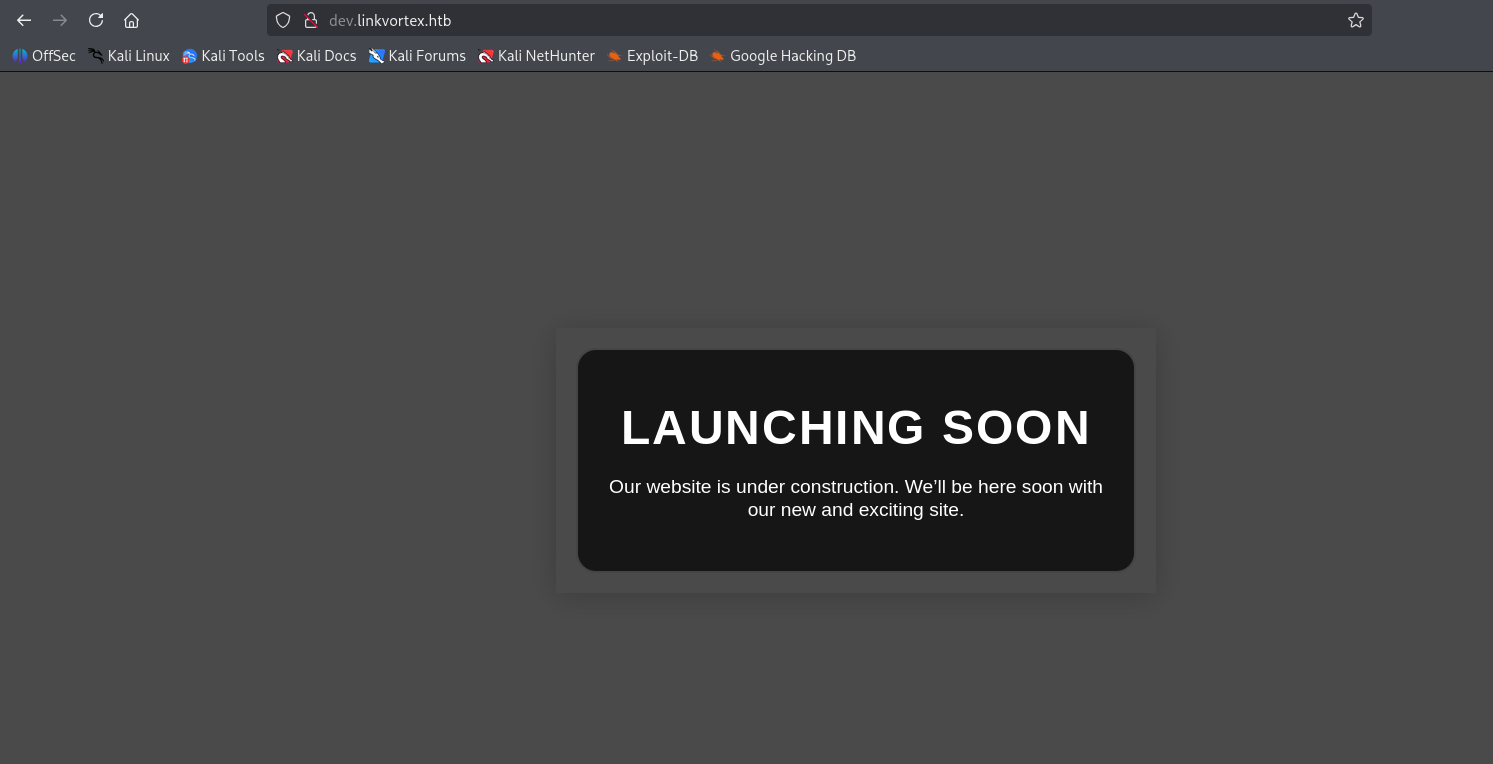 dev.linkvortex.htb
OffSec Kali Linux Kali Tools Kali Docs Kali Forums Kali NetHunter Exploit-DB Google Hacking DB
LAUNCHING SOON
Our website is under construction. We’ll be here soon with
our new and exciting site.